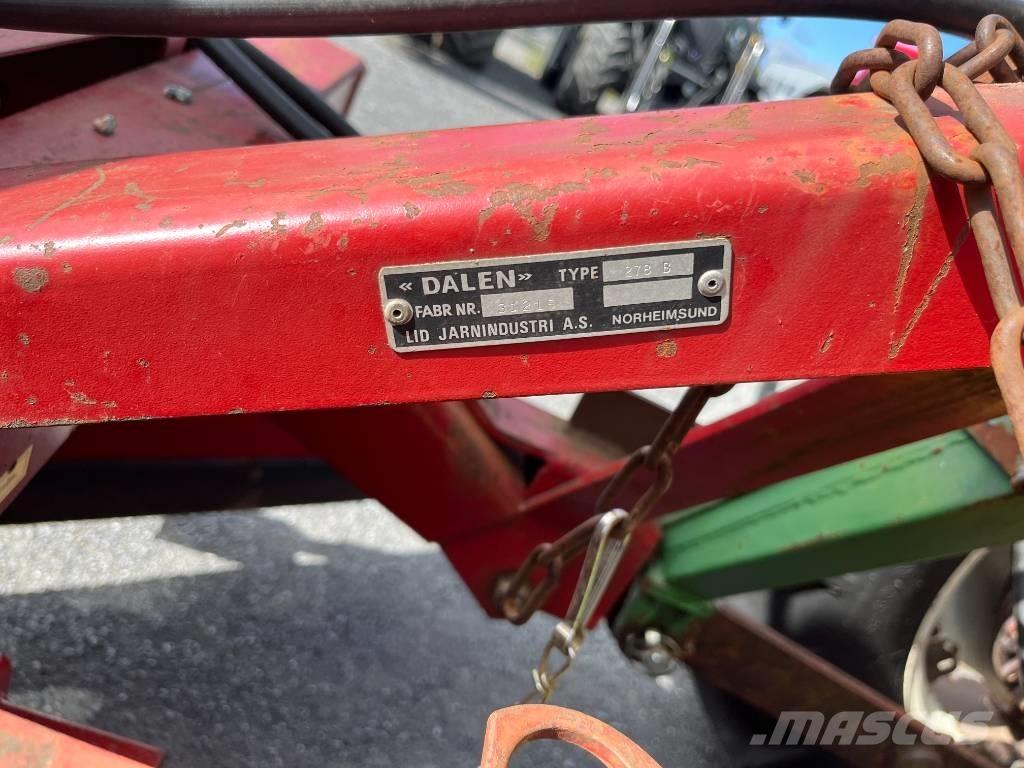 « DALEN » TYPE 278 B
FABR NR.
LID JARNINDUSTRI A.S. NORHEIMSUND
MASCUS